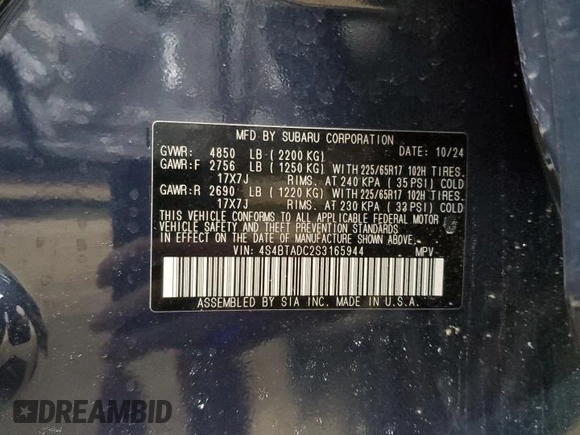 MFD BY SUBARU CORPORATION
GVWR: 4850 LB (2200 KG) DATE: 10/24
GAWR:F 2756 LB (1250 KG) WITH 225/65R17 102H TIRES.
17X7J RIMS. AT 240 KPA (35 PSI) COLD
GAWR:R 2690 LB (1220 KG) WITH 225/65R17 102H TIRES.
17X7J RIMS. AT 230 KPA (33 PSI) COLD
THIS VEHICLE CONFORMS TO ALL APPLICABLE FEDERAL MOTOR
VEHICLE SAFETY AND THEFT PREVENTION STANDARDS
IN EFFECT ON THE DATE OF MANUFACTURE SHOWN ABOVE.
VIN: 4S4BTADC2S3165944 MPV
ASSEMBLED BY SIA INC. MADE IN U.S.A.
DREAMBID